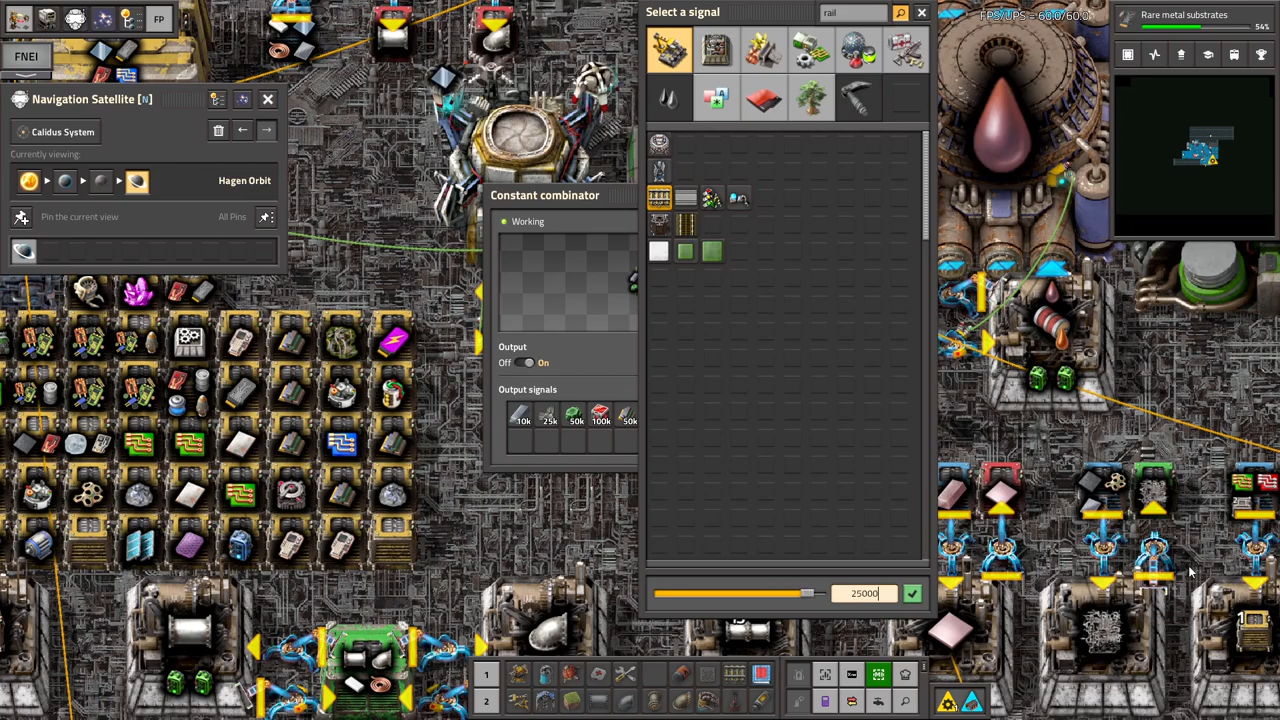 FP
FNEI
Navigation Satellite [N]
Calidus System
Currently viewing:
Hagen Orbit
Pin the current view
All Pins
Constant combinator
Working
Output
Off
On
Output signals
10k
25k
50k
100k
50k
Select a signal
rail
25000
FPS/UPS = 60.0/60.0
Rare metal substrates
54%
1
2